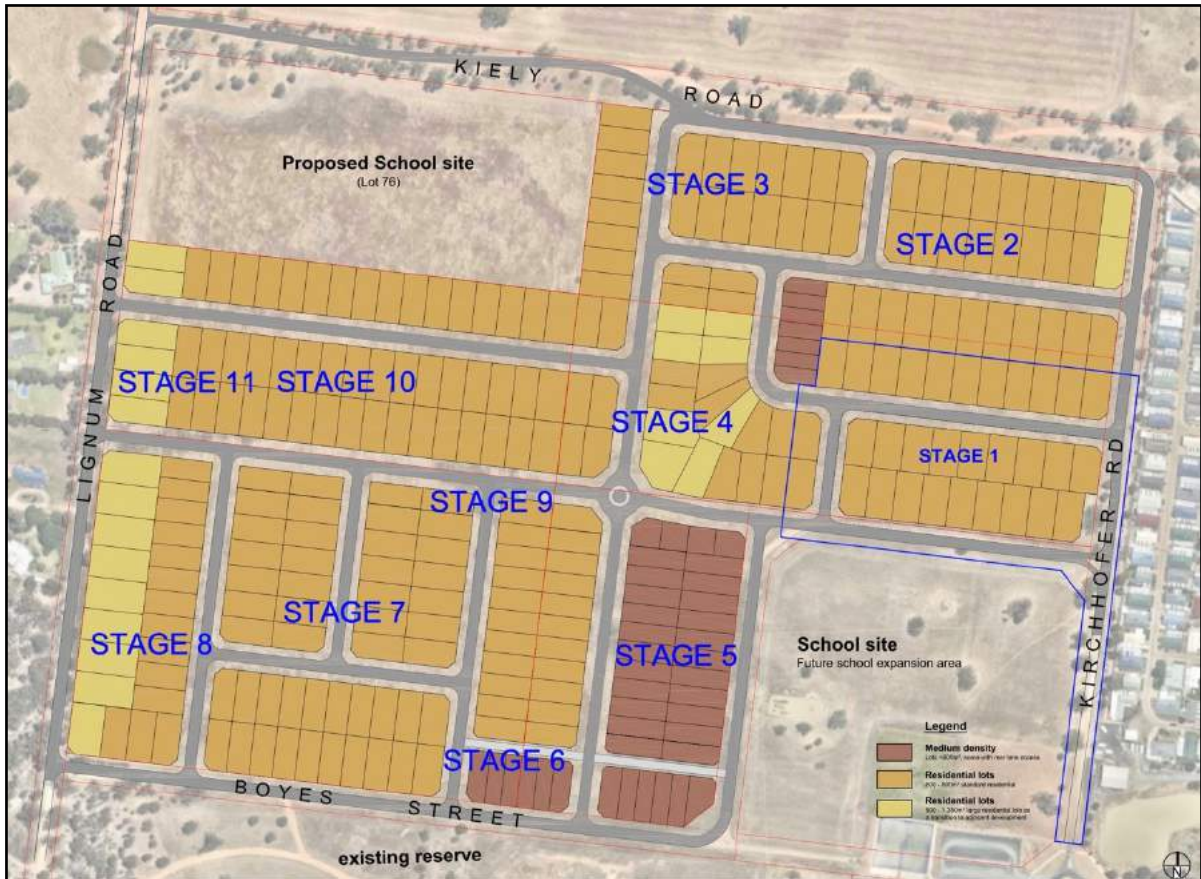 KIELY ROAD
Proposed School site
(Lot 76)
STAGE 3
STAGE 2
LIGNUM ROAD
STAGE 11
STAGE 10
STAGE 4
STAGE 1
STAGE 9
KIRCHHOFER RD
STAGE 7
STAGE 8
STAGE 5
School site
Future school expansion area
STAGE 6
BOYES STREET
existing reserve
Legend
Medium density
Residential lots
Residential lots
N